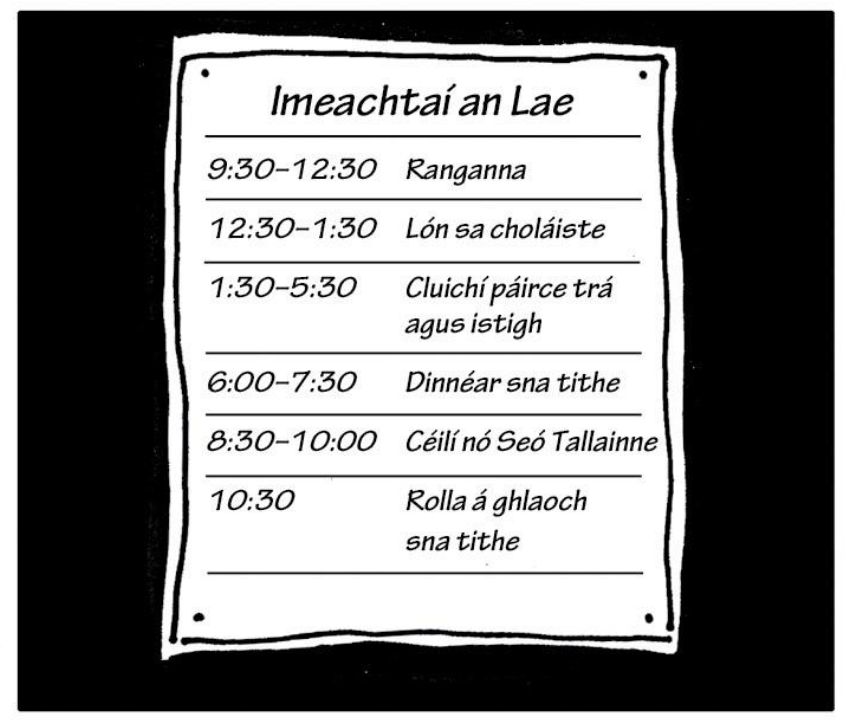 Imeachtaí an Lae
9:30–12:30 Ranganna
12:30–1:30 Lón sa choláiste
1:30–5:30 Cluichí páirce trá
agus istigh
6:00–7:30 Dinnéar sna tithe
8:30–10:00 Céilí nó Seó Tallainne
10:30 Rolla á ghlaoch
sna tithe